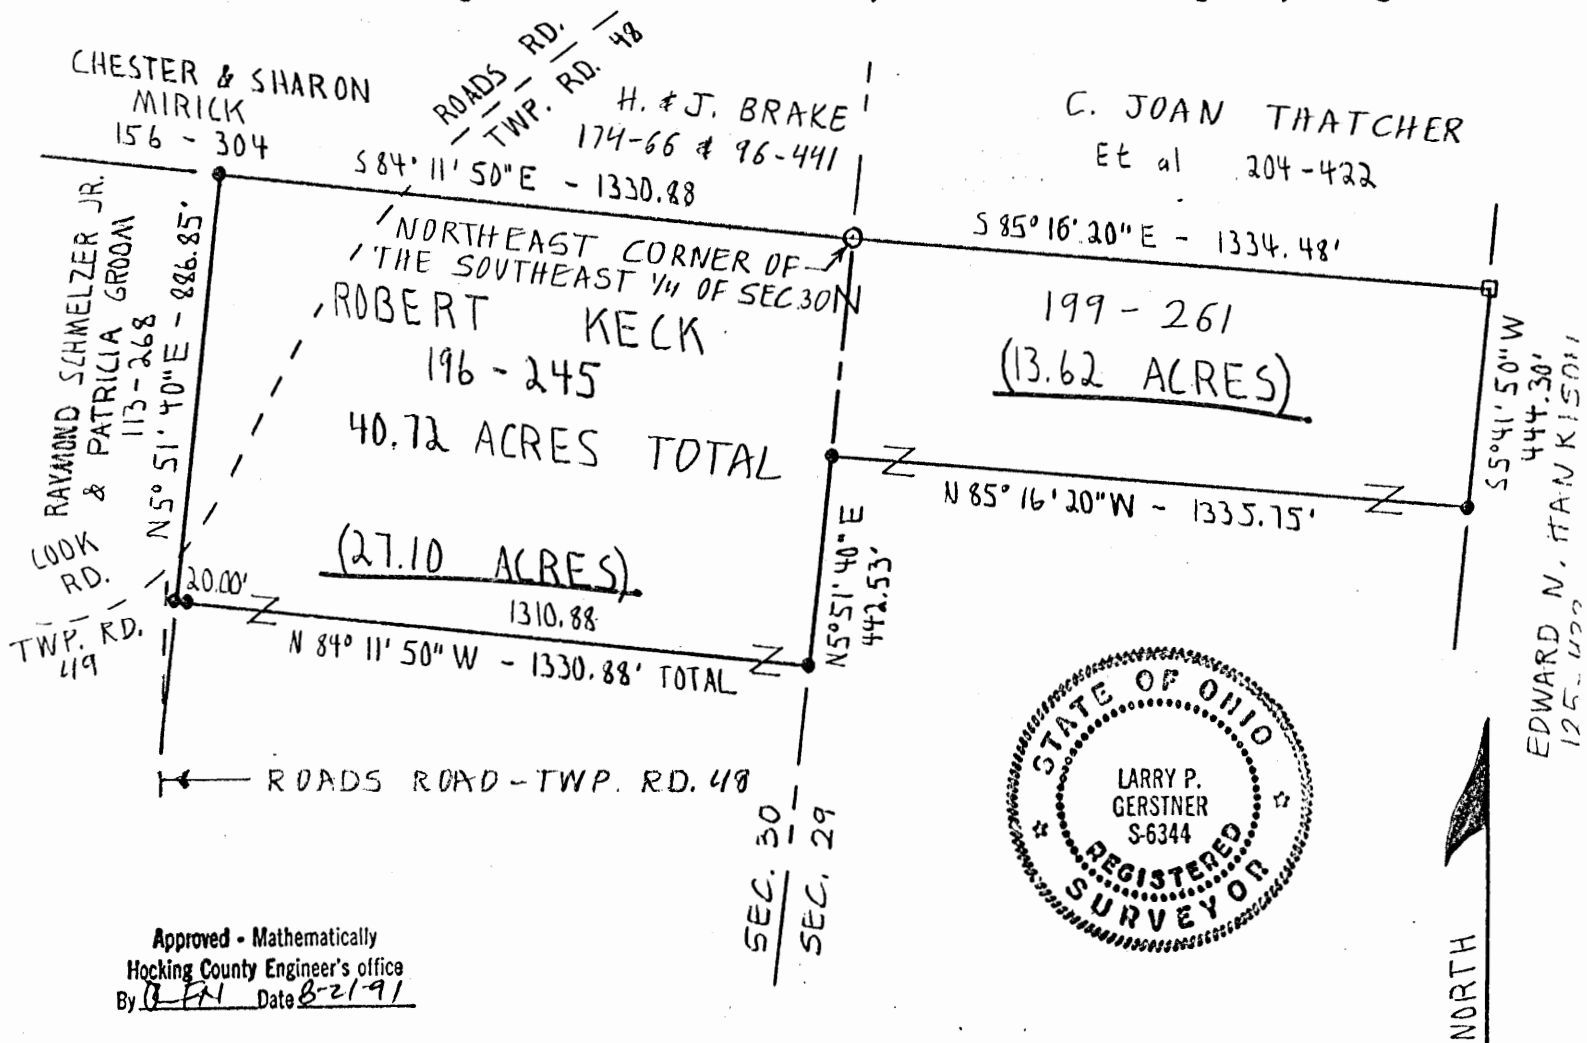 CHESTER & SHARON
MIRICK
156 - 304
ROADS RD.
TWP. RD. 48
H. & J. BRAKE
174-66 & 96-441
C. JOAN THATCHER
Et al 204-422
S 84° 11' 50" E - 1330.88
S 85° 16' 20" E - 1334.48'
RAYMOND SCHMELZER JR.
& PATRICIA GROOM
113-268
N5° 51' 40" E - 886.85'
NORTHEAST CORNER OF
THE SOUTHEAST 1/4 OF SEC.30
ROBERT KECK
196 - 245
40.72 ACRES TOTAL
(27.10 ACRES)
199 - 261
(13.62 ACRES)
S5°41'50"W
444.30'
EDWARD N. HANKISON
N 85° 16' 20" W - 1335.75'
N5°51'40"E
442.53'
LOOK
RD.
TWP. RD.
49
20.00'
1310.88
N 84° 11' 50" W - 1330.88' TOTAL
ROADS ROAD - TWP. RD. 48
SEC. 30
SEC. 29
STATE OF OHIO
LARRY P.
GERSTNER
S-6344
REGISTERED
SURVEYOR
Approved - Mathematically
Hocking County Engineer's office
By Date 8-21-91
NORTH